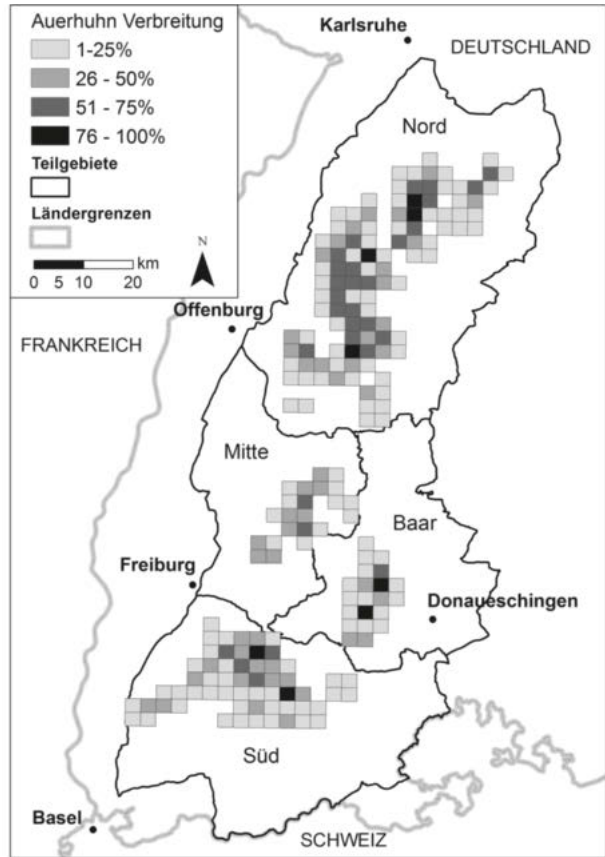 Auerhuhn Verbreitung
1-25%
26 - 50%
51 - 75%
76 - 100%
Teilgebiete
Ländergrenzen
N
km
0 5 10 20
Karlsruhe
DEUTSCHLAND
Nord
Offenburg
FRANKREICH
Mitte
Baar
Freiburg
Donaueschingen
Süd
Basel
SCHWEIZ